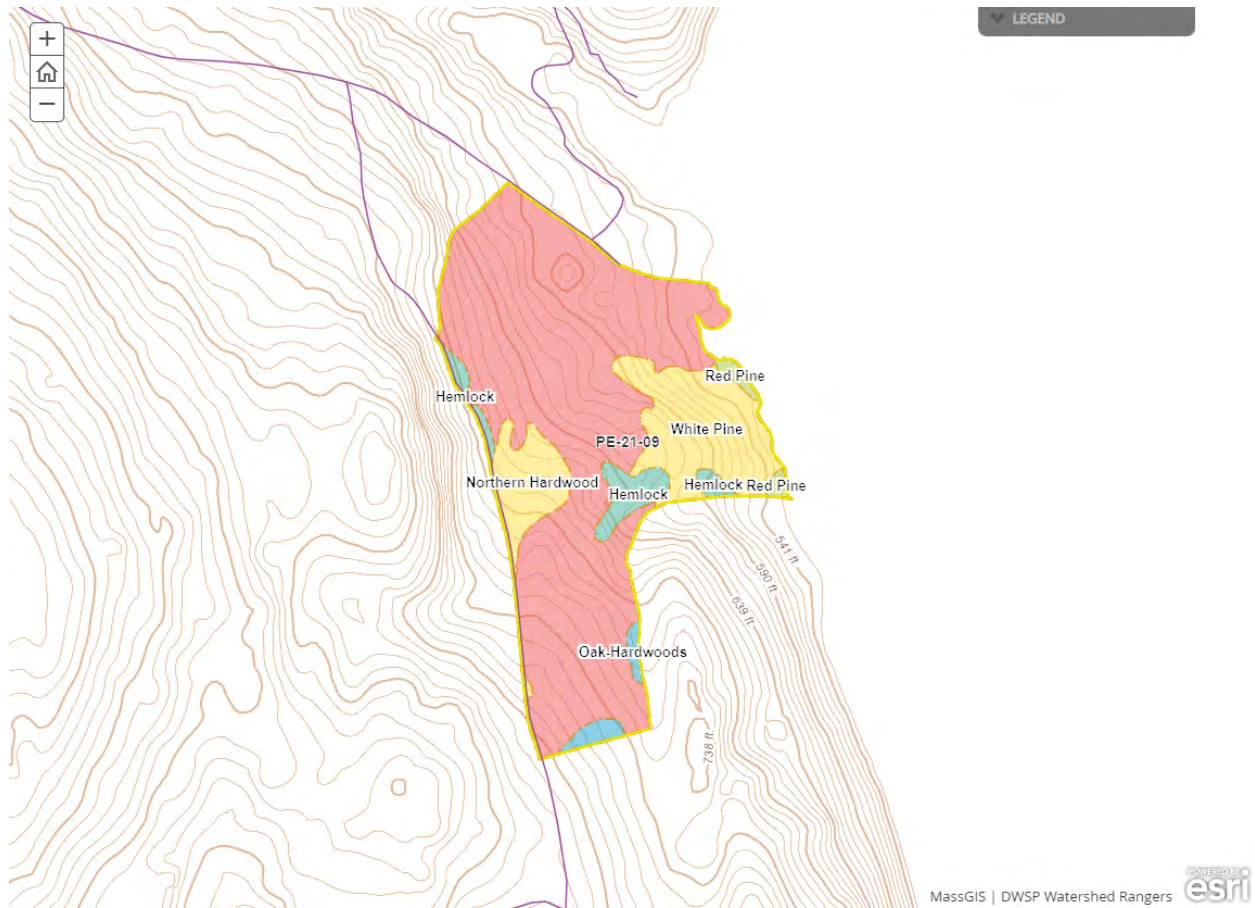 LEGEND
Red Pine
Hemlock
White Pine
PE-21-09
Northern Hardwood
Hemlock
Hemlock
Red Pine
541 ft
590 ft
639 ft
Oak-Hardwoods
738 ft
MassGIS | DWSP Watershed Rangers
POWERED BY
esri